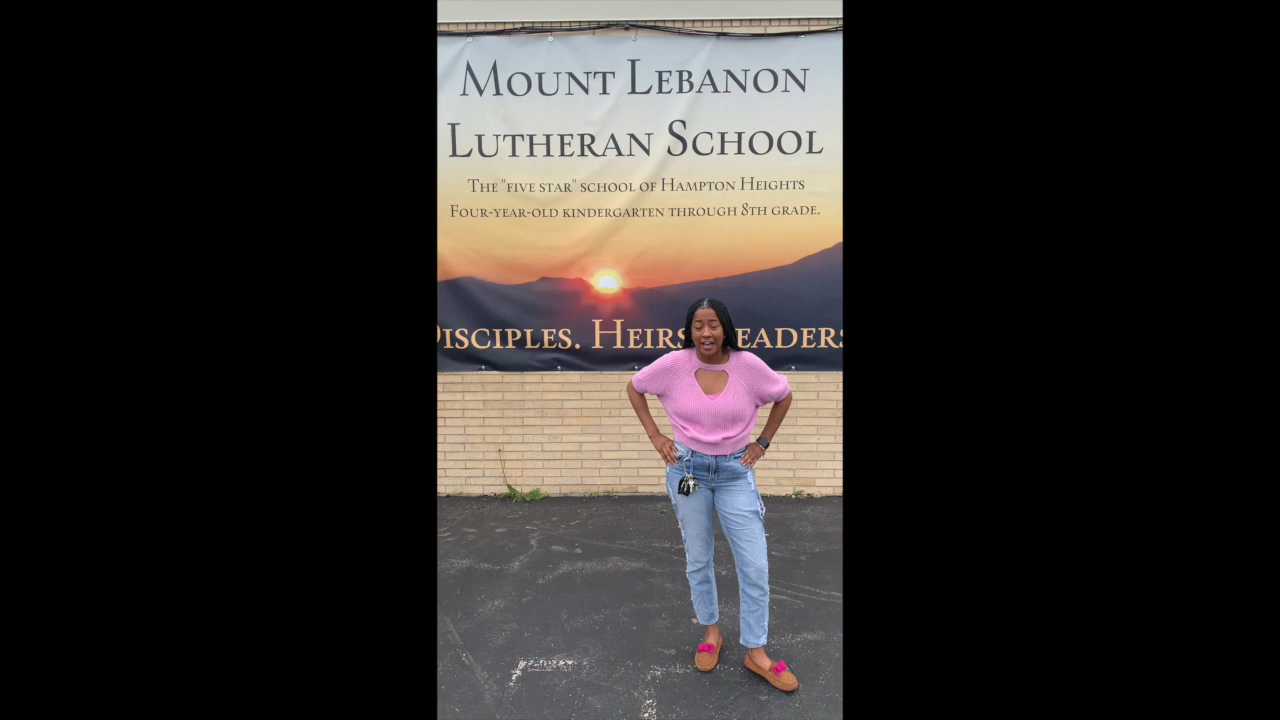 Mount Lebanon
Lutheran School
The "five star" school of Hampton Heights
Four-year-old kindergarten through 8th grade.
Disciples. Heirs. Leaders